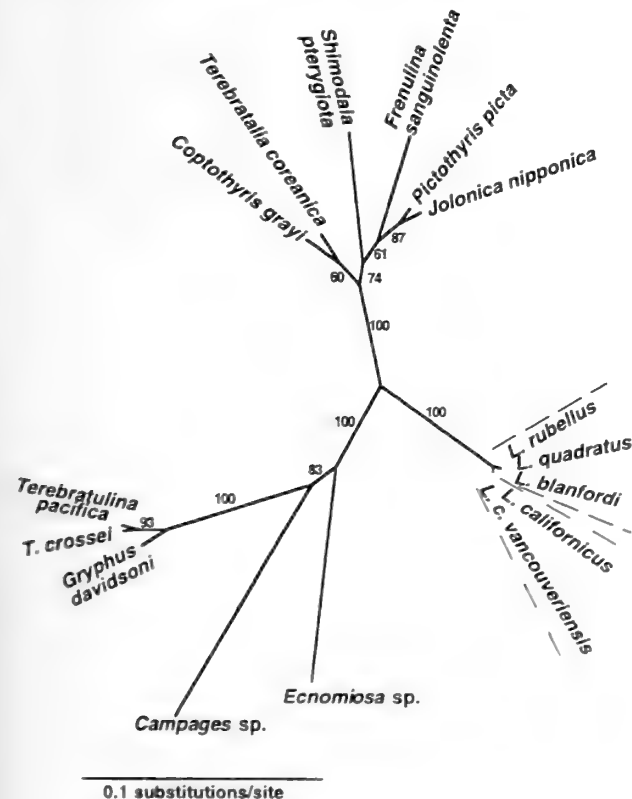 Shimodaia
pterygiota
Frenulina
sanguinolenta
Terebratalia coreanica
Pictothyris picta
Coptothyris grayi
Jolonica nipponica
87
61
60
74
100
100
100
L. rubellus
L. quadratus
L. blanfordi
L. californicus
L. c. vancouveriensis
83
100
Terebratulina
pacifica
93
T. crossei
Gryphus
davidsoni
Ecnomiosa sp.
Campages sp.
0.1 substitutions/site